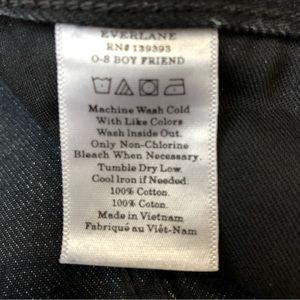 EVERLANE
RN# 139393
0-8 BOY FRIEND
Machine Wash Cold
With Like Colors
Wash Inside Out.
Only Non-Chlorine
Bleach When Necessary.
Tumble Dry Low.
Cool Iron if Needed.
100% Cotton.
100% Coton.
Made in Vietnam
Fabriqué au Viêt-Nam